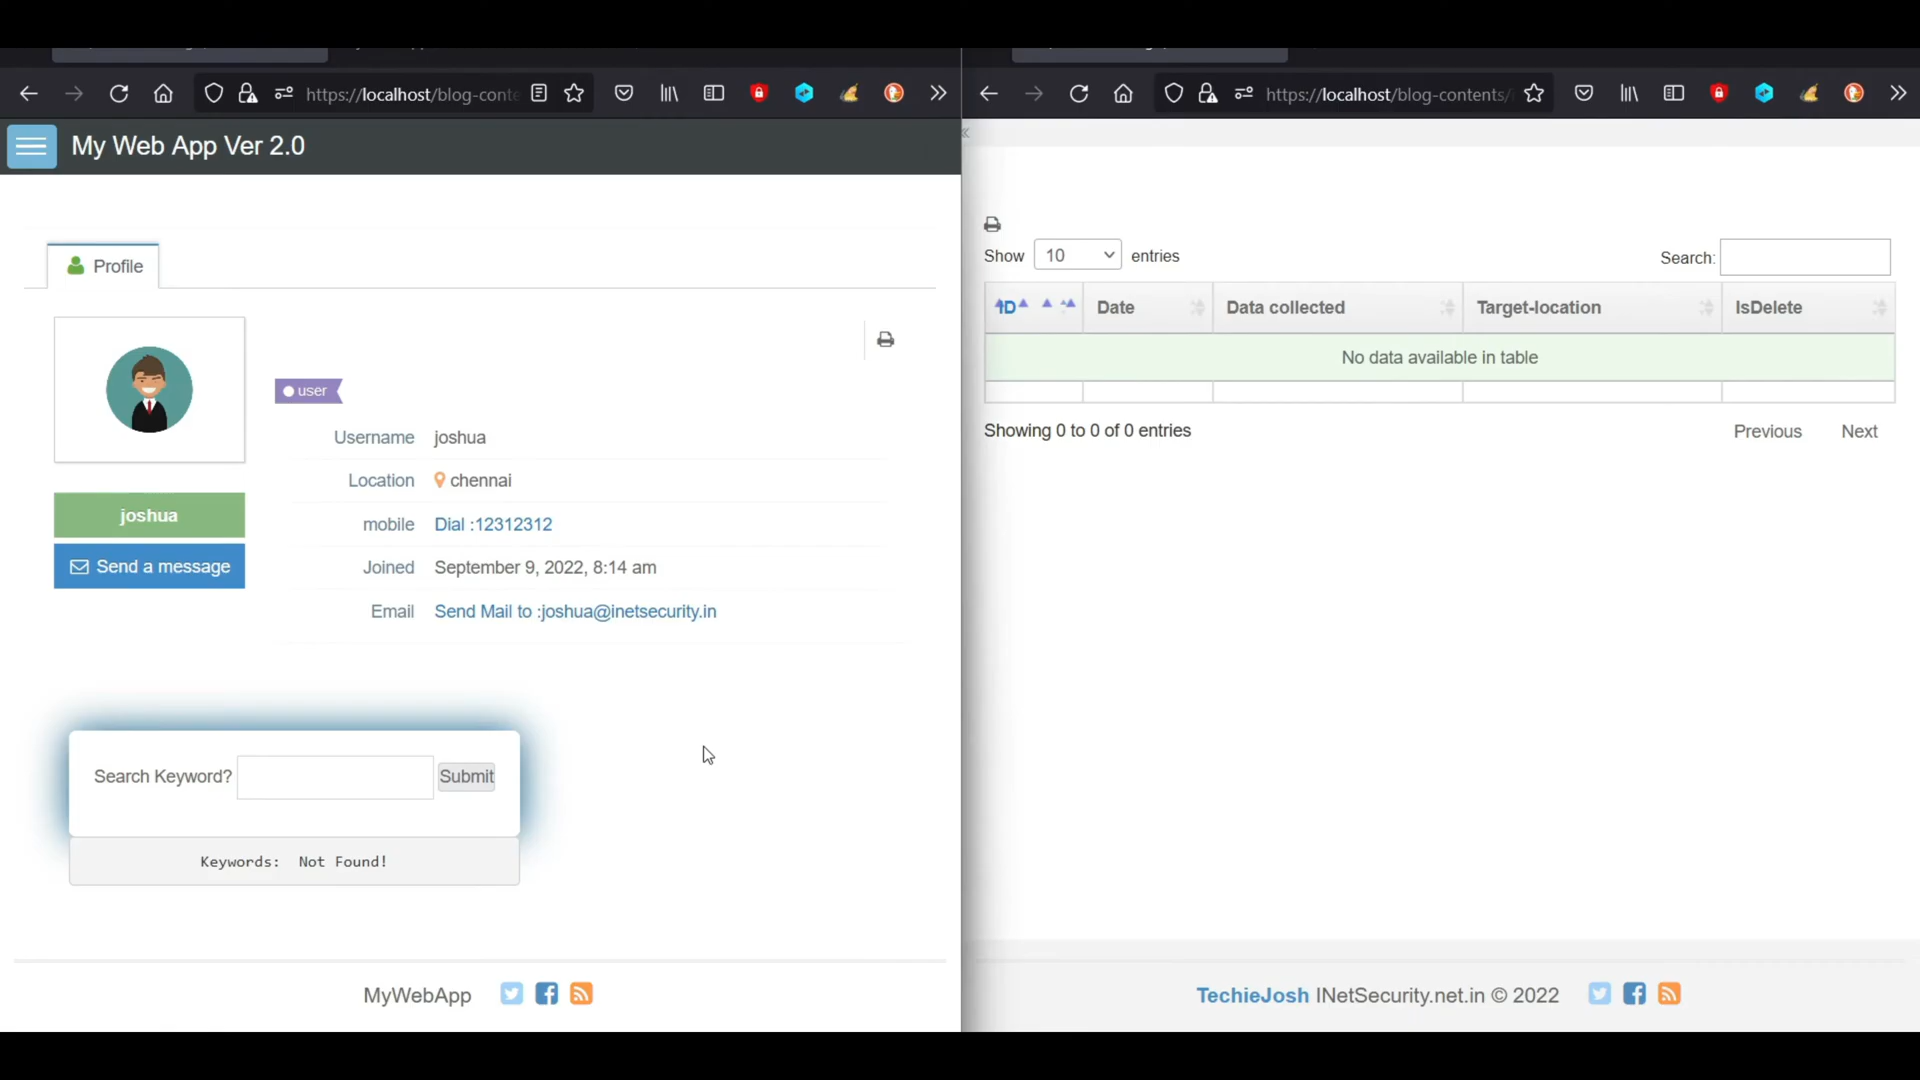 https://localhost/blog-conte
My Web App Ver 2.0
Profile
user
Username joshua
Location chennai
mobile Dial :12312312
Joined September 9, 2022, 8:14 am
Email Send Mail to :joshua@inetsecurity.in
joshua
Send a message
Search Keyword? Submit
Keywords: Not Found!
MyWebApp
https://localhost/blog-contents/
Show 10 entries
Search:
ID Date Data collected Target-location IsDelete
No data available in table
Showing 0 to 0 of 0 entries
Previous Next
TechieJosh INetSecurity.net.in © 2022